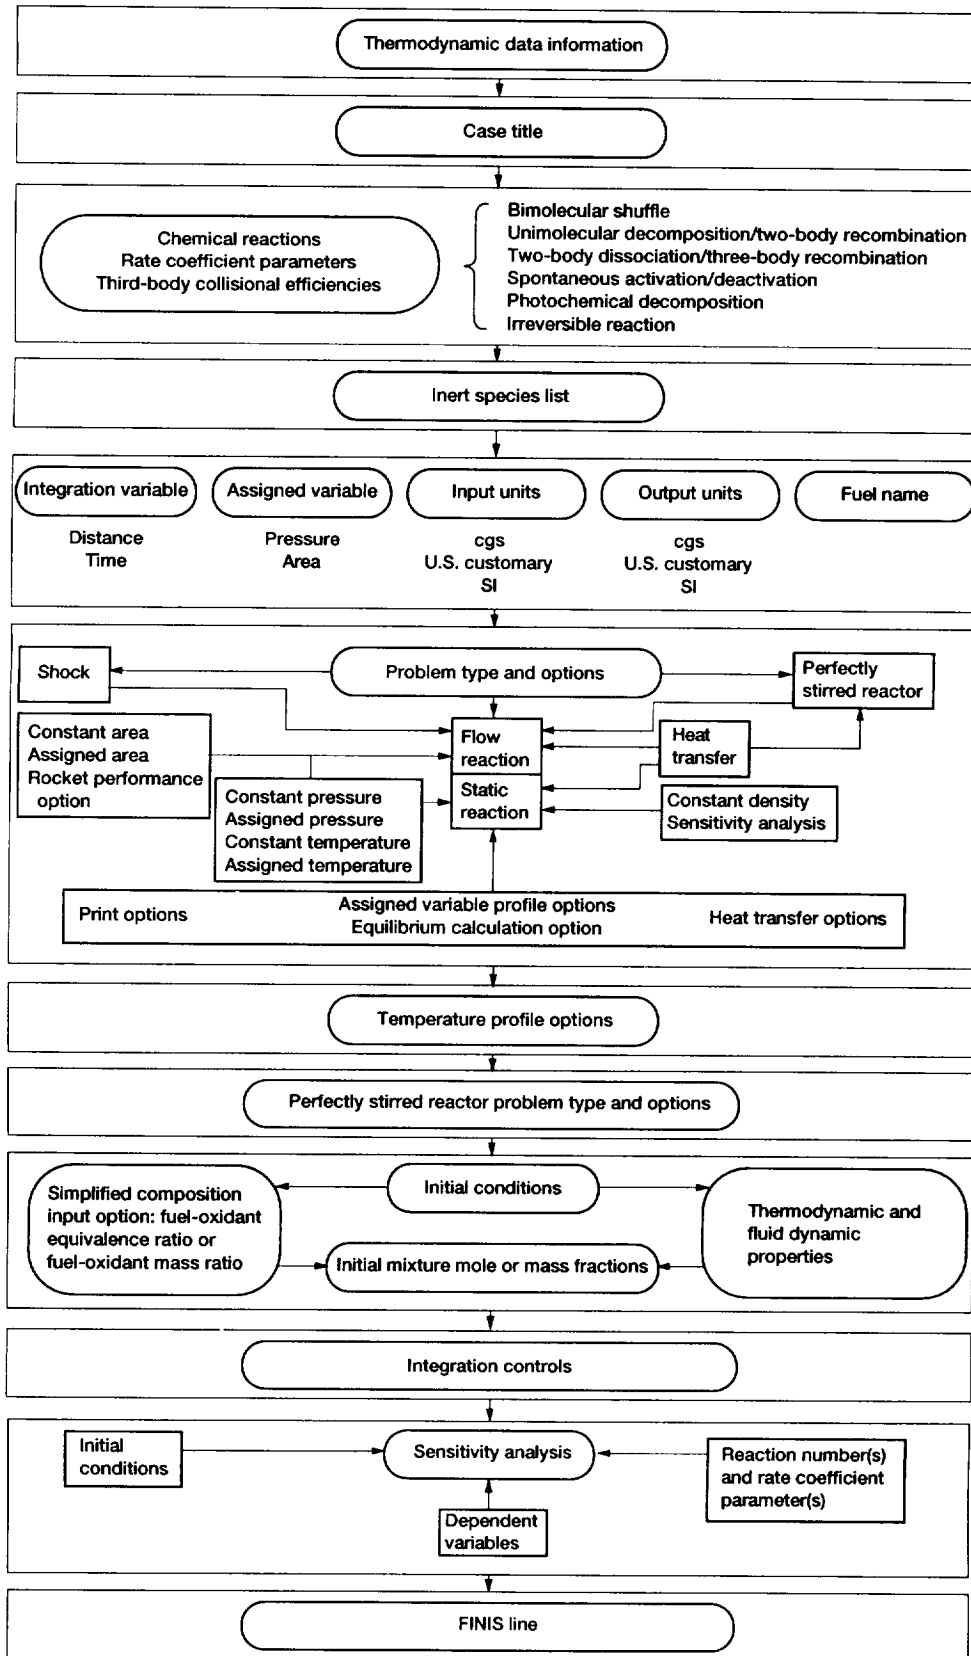 Thermodynamic data information
Case title
Chemical reactions
Rate coefficient parameters
Third-body collisional efficiencies
Bimolecular shuffle
Unimolecular decomposition/two-body recombination
Two-body dissociation/three-body recombination
Spontaneous activation/deactivation
Photochemical decomposition
Irreversible reaction
Inert species list
Integration variable
Distance
Time
Assigned variable
Pressure
Area
Input units
cgs
U.S. customary
SI
Output units
cgs
U.S. customary
SI
Fuel name
Shock
Problem type and options
Perfectly
stirred reactor
Constant area
Assigned area
Rocket performance
option
Flow
reaction
Heat
transfer
Constant pressure
Assigned pressure
Constant temperature
Assigned temperature
Static
reaction
Constant density
Sensitivity analysis
Print options
Assigned variable profile options
Equilibrium calculation option
Heat transfer options
Temperature profile options
Perfectly stirred reactor problem type and options
Simplified composition
input option: fuel-oxidant
equivalence ratio or
fuel-oxidant mass ratio
Initial conditions
Initial mixture mole or mass fractions
Thermodynamic and
fluid dynamic
properties
Integration controls
Initial
conditions
Sensitivity analysis
Reaction number(s)
and rate coefficient
parameter(s)
Dependent
variables
FINIS line